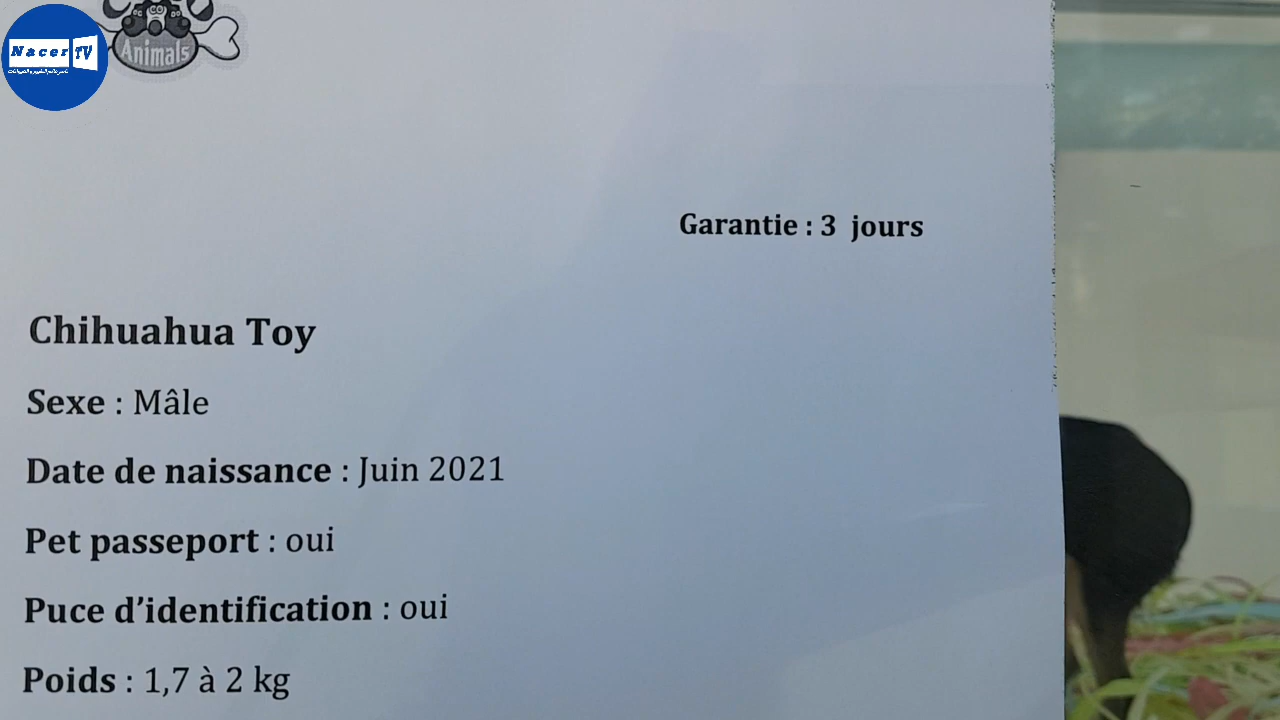 Nacer TV
Animals
Garantie : 3 jours
Chihuahua Toy
Sexe : Mâle
Date de naissance : Juin 2021
Pet passeport : oui
Puce d’identification : oui
Poids : 1,7 à 2 kg